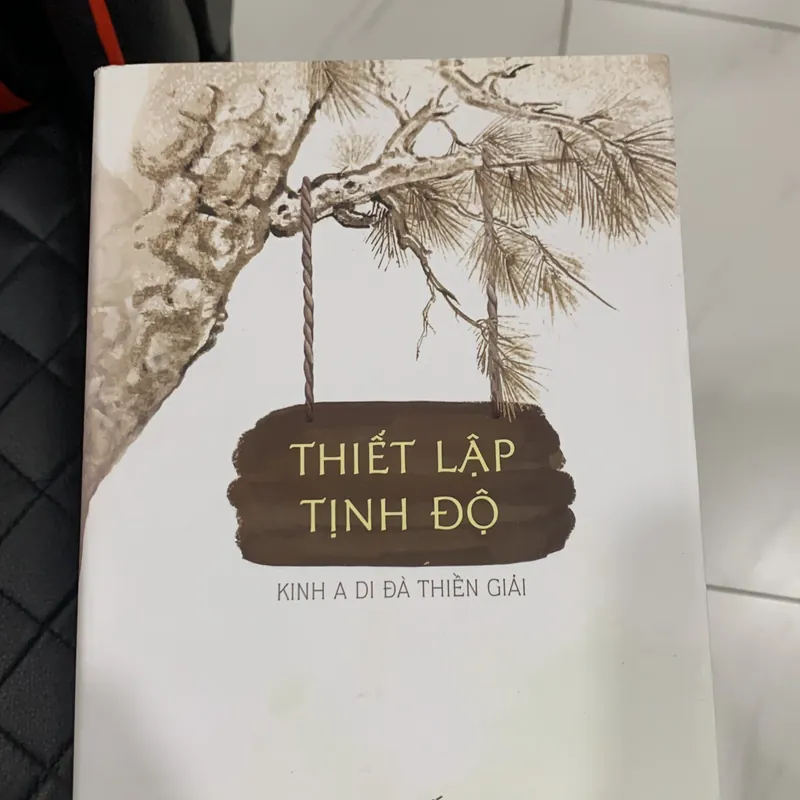 THIẾT LẬP
TỊNH ĐỘ
KINH A DI ĐÀ THIỀN GIẢI